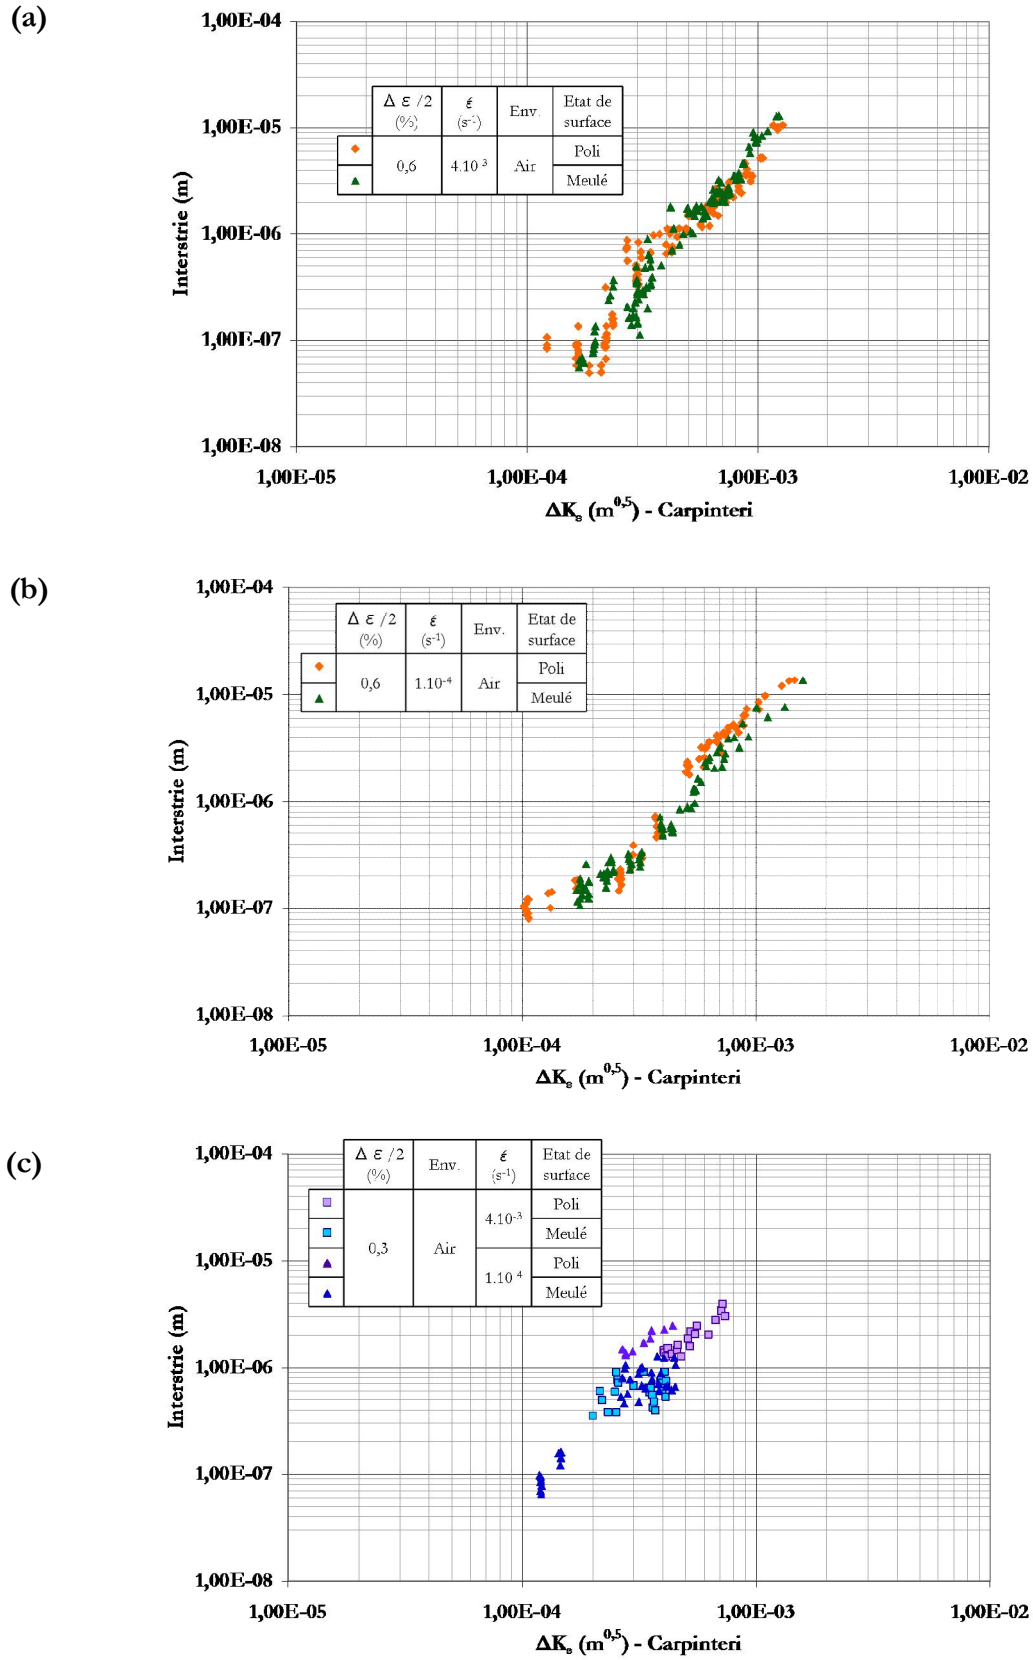 (a)
1,00E-04
1,00E-05
1,00E-06
1,00E-07
1,00E-08
Interstrie (m)
Δ ε /2 (%)
έ (s⁻¹)
Env.
Etat de surface
0,6
4.10⁻³
Air
Poli
Meulé
1,00E-05
1,00E-04
1,00E-03
1,00E-02
ΔKε (m⁰,⁵) - Carpinteri
(b)
1,00E-04
1,00E-05
1,00E-06
1,00E-07
1,00E-08
Interstrie (m)
Δ ε /2 (%)
έ (s⁻¹)
Env.
Etat de surface
0,6
1.10⁻⁴
Air
Poli
Meulé
1,00E-05
1,00E-04
1,00E-03
1,00E-02
ΔKε (m⁰,⁵) - Carpinteri
(c)
1,00E-04
1,00E-05
1,00E-06
1,00E-07
1,00E-08
Interstrie (m)
Δ ε /2 (%)
Env.
έ (s⁻¹)
Etat de surface
0,3
Air
4.10⁻³
Poli
Meulé
1.10⁻⁴
Poli
Meulé
1,00E-05
1,00E-04
1,00E-03
1,00E-02
ΔKε (m⁰,⁵) - Carpinteri